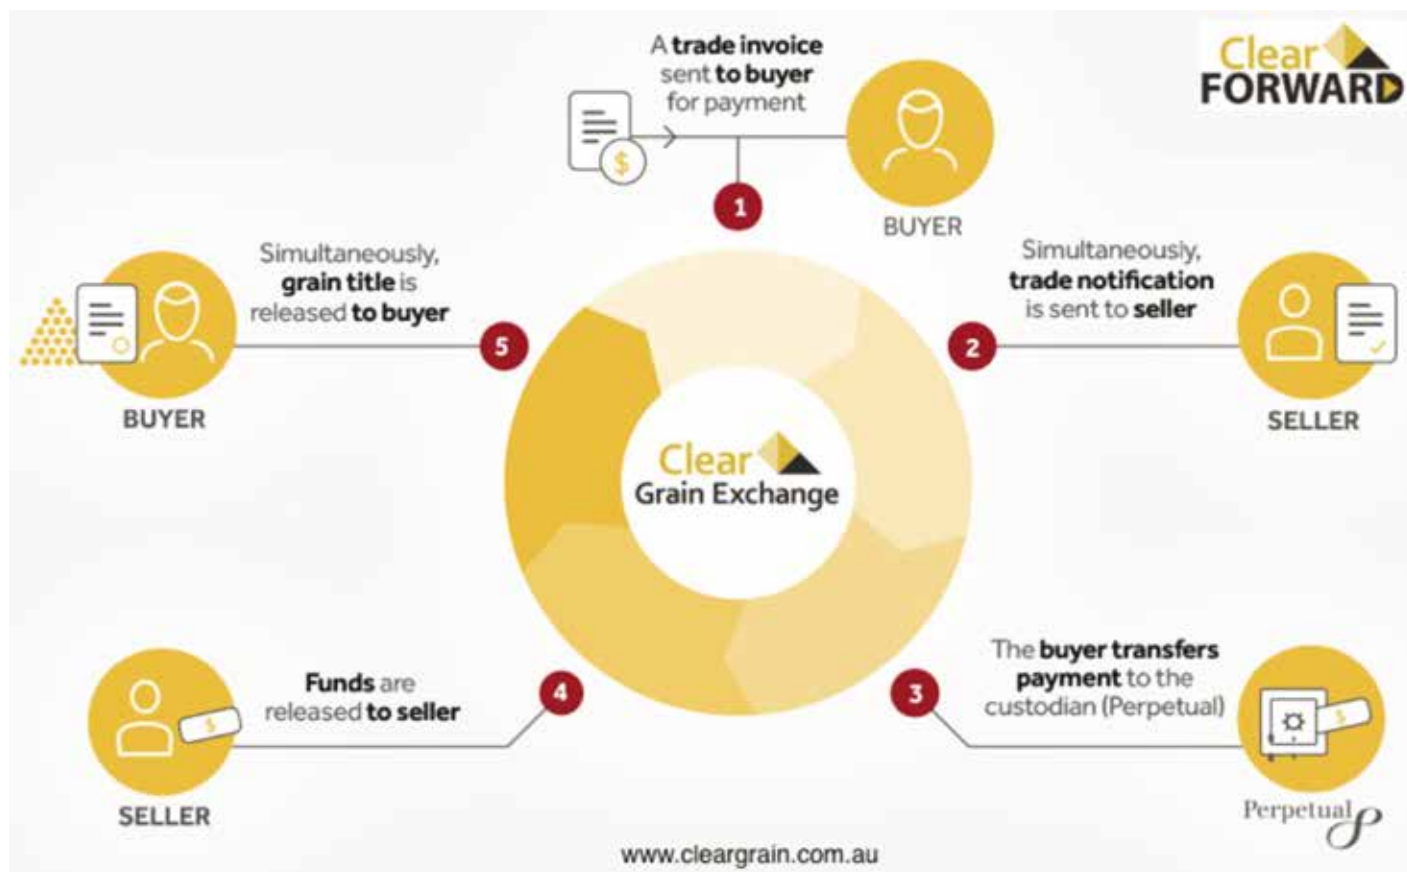 Clear
FORWARD
A trade invoice
sent to buyer
for payment
$
1
BUYER
Simultaneously,
trade notification
is sent to seller
2
SELLER
The buyer transfers
payment to the
custodian (Perpetual)
3
$
Perpetual
Funds are
released to seller
4
$
SELLER
Simultaneously,
grain title is
released to buyer
5
BUYER
Clear
Grain Exchange
www.cleargrain.com.au